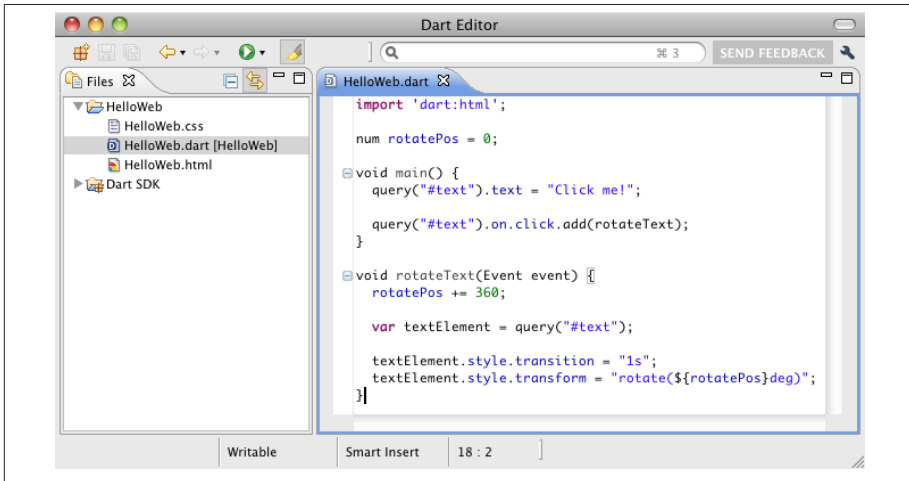 Dart Editor
⌘ 3
SEND FEEDBACK
Files
HelloWeb.dart
HelloWeb
HelloWeb.css
HelloWeb.dart [HelloWeb]
HelloWeb.html
Dart SDK
import 'dart:html';
num rotatePos = 0;
void main() {
query("#text").text = "Click me!";
query("#text").on.click.add(rotateText);
}
void rotateText(Event event) {
rotatePos += 360;
var textElement = query("#text");
textElement.style.transition = "1s";
textElement.style.transform = "rotate(${rotatePos}deg)";
}
Writable
Smart Insert
18 : 2